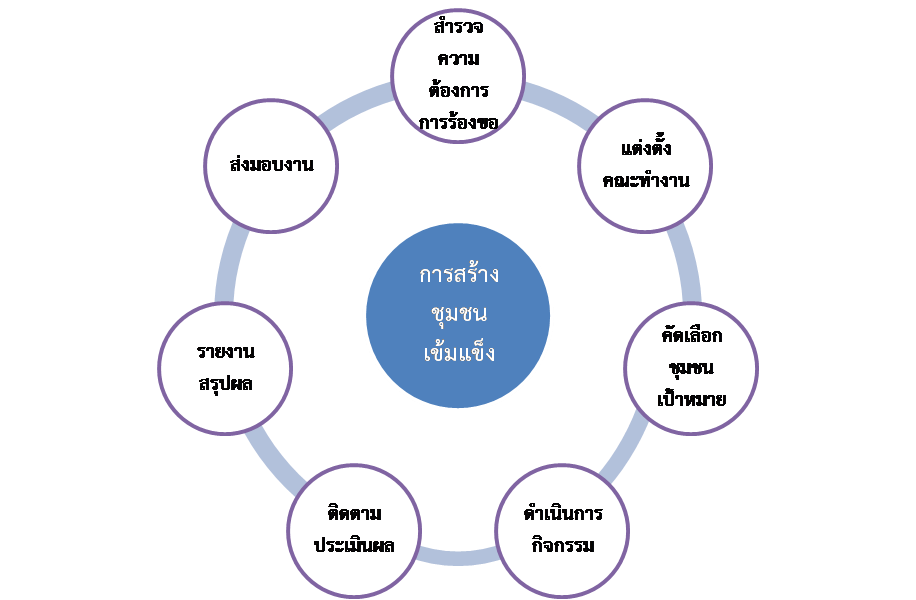 สำรวจ
ความ
ต้องการ
การร้องขอ
แต่งตั้ง
คณะทำงาน
คัดเลือก
ชุมชน
เป้าหมาย
ดำเนินการ
กิจกรรม
ติดตาม
ประเมินผล
รายงาน
สรุปผล
ส่งมอบงาน
การสร้าง
ชุมชน
เข้มแข็ง